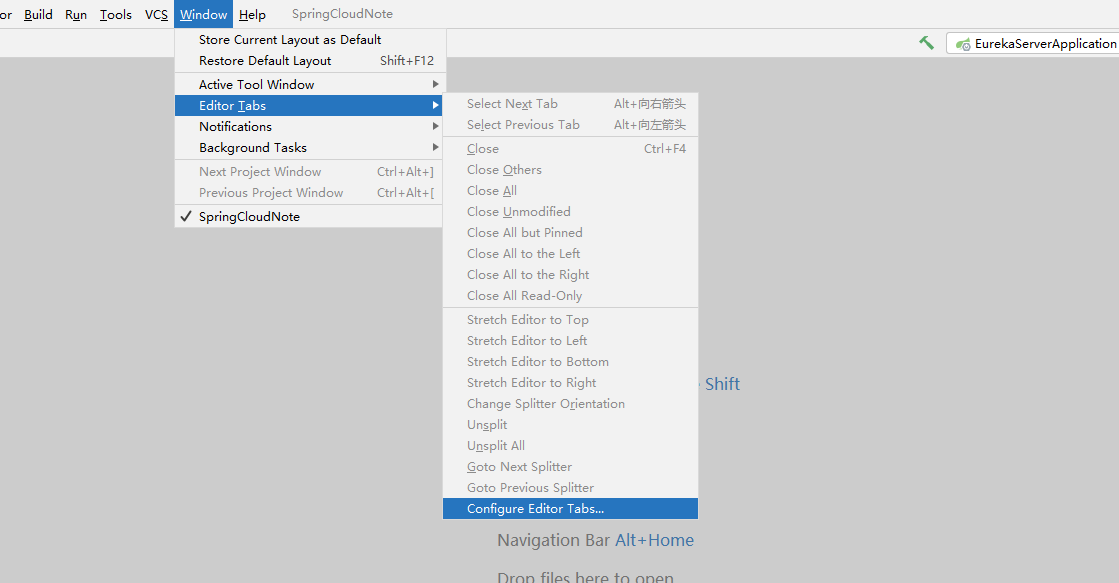 or Build Run Tools VCS Window Help SpringCloudNote
EurekaServerApplication
Store Current Layout as Default
Restore Default Layout Shift+F12
Active Tool Window
Editor Tabs
Notifications
Background Tasks
Next Project Window Ctrl+Alt+]
Previous Project Window Ctrl+Alt+[
SpringCloudNote
Select Next Tab Alt+向右箭头
Select Previous Tab Alt+向左箭头
Close Ctrl+F4
Close Others
Close All
Close Unmodified
Close All but Pinned
Close All to the Left
Close All to the Right
Close All Read-Only
Stretch Editor to Top
Stretch Editor to Left
Stretch Editor to Bottom
Stretch Editor to Right
Change Splitter Orientation
Unsplit
Unsplit All
Goto Next Splitter
Goto Previous Splitter
Configure Editor Tabs...
Shift
Navigation Bar Alt+Home
Drop files here to open